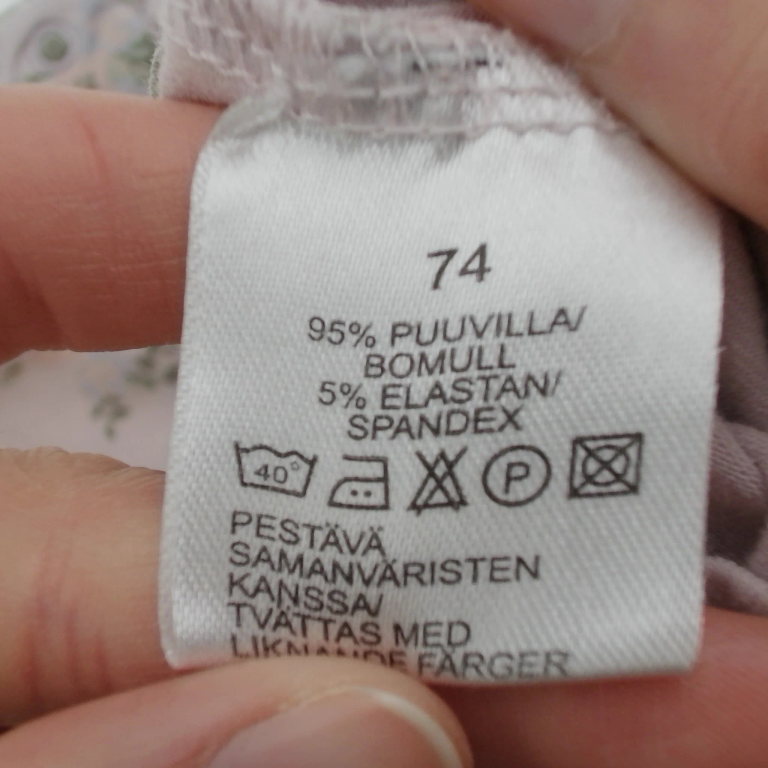 74
95% PUUVILLA/
BOMULL
5% ELASTAN/
SPANDEX
40° P
PESTÄVÄ
SAMANVÄRISTEN
KANSSA/
TVÄTTAS MED
LIKNANDE FÄRGER